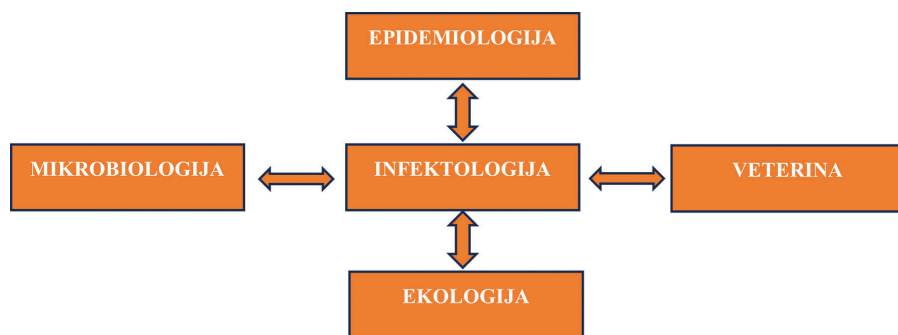 EPIDEMIOLOGIJA
MIKROBIOLOGIJA
INFEKTOLOGIJA
VETERINA
EKOLOGIJA